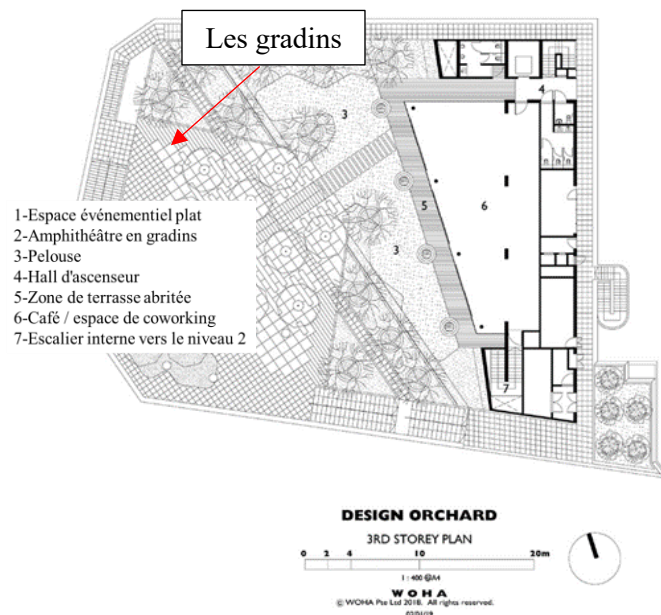 Les gradins
4
3
5
6
3
7
1-Espace événementiel plat
2-Amphithéâtre en gradins
3-Pelouse
4-Hall d'ascenseur
5-Zone de terrasse abritée
6-Café / espace de coworking
7-Escalier interne vers le niveau 2
DESIGN ORCHARD
3RD STOREY PLAN
0 2 4 10 20m
1 : 400 @A4
WOHA
© WOHA Pte Ltd 2018. All rights reserved.